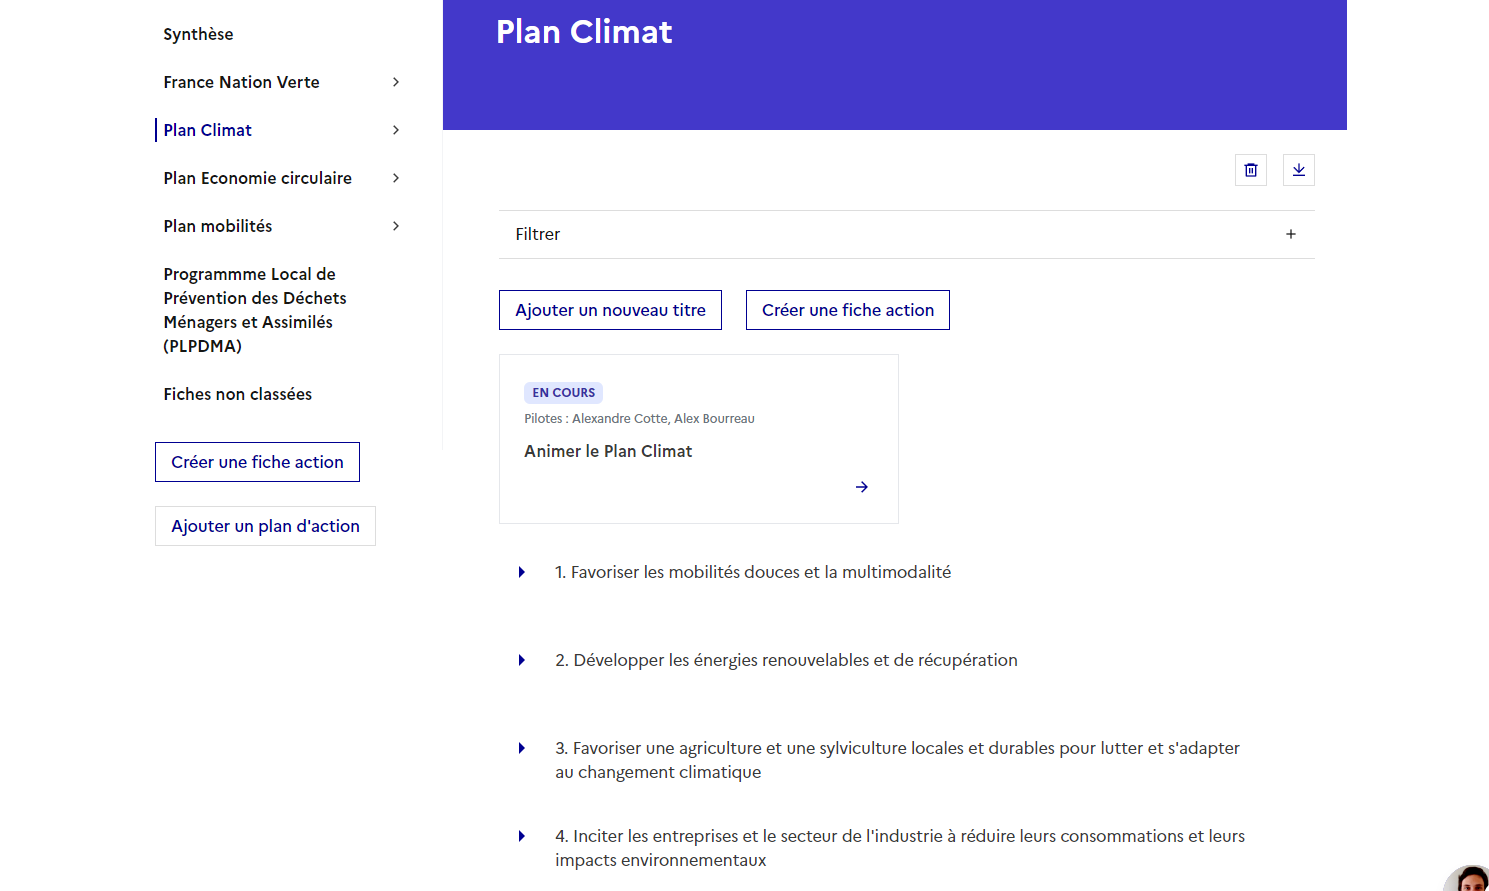 Synthèse
France Nation Verte
Plan Climat
Plan Economie circulaire
Plan mobilités
Programmme Local de
Prévention des Déchets
Ménagers et Assimilés
(PLPDMA)
Fiches non classées
Créer une fiche action
Ajouter un plan d'action
Plan Climat
Filtrer
Ajouter un nouveau titre
Créer une fiche action
EN COURS
Pilotes : Alexandre Cotte, Alex Bourreau
Animer le Plan Climat
1. Favoriser les mobilités douces et la multimodalité
2. Développer les énergies renouvelables et de récupération
3. Favoriser une agriculture et une sylviculture locales et durables pour lutter et s'adapter
au changement climatique
4. Inciter les entreprises et le secteur de l'industrie à réduire leurs consommations et leurs
impacts environnementaux